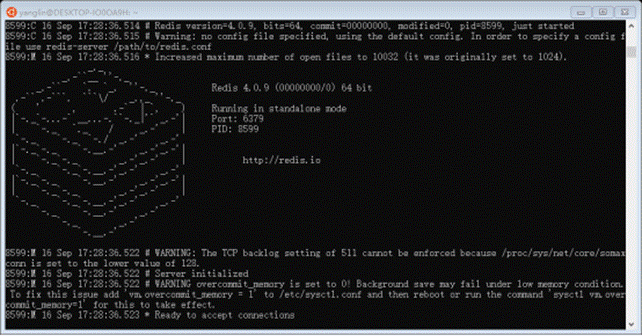 yanglin@DESKTOP-IO0OA9H:
8599:C 16 Sep 17:28:36.514 # Redis version=4.0.9, bits=64, commit=00000000, modified=0, pid=8599, just started
8599:C 16 Sep 17:28:36.515 # Warning: no config file specified, using the default config. In order to specify a config f
ile use redis-server /path/to/redis.conf
8599:M 16 Sep 17:28:36.516 * Increased maximum number of open files to 10032 (it was originally set to 1024).
Redis 4.0.9 (00000000/0) 64 bit
Running in standalone mode
Port: 6379
PID: 8599
http://redis.io
8599:M 16 Sep 17:28:36.522 # WARNING: The TCP backlog setting of 511 cannot be enforced because /proc/sys/net/core/somax
conn is set to the lower value of 128.
8599:M 16 Sep 17:28:36.522 # Server initialized
8599:M 16 Sep 17:28:36.522 # WARNING overcommit_memory is set to 0! Background save may fail under low memory condition.
To fix this issue add 'vm.overcommit_memory = 1' to /etc/sysctl.conf and then reboot or run the command 'sysctl vm.over
commit_memory=1' for this to take effect.
8599:M 16 Sep 17:28:36.523 * Ready to accept connections